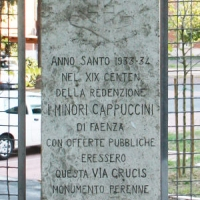 ANNO SANTO 1933-34
NEL XIX CENTEN.
DELLA REDENZIONE
I MINORI CAPPUCCINI
DI FAENZA
CON OFFERTE PUBBLICHE
ERESSERO
QUESTA VIA CRUCIS
MONUMENTO PERENNE